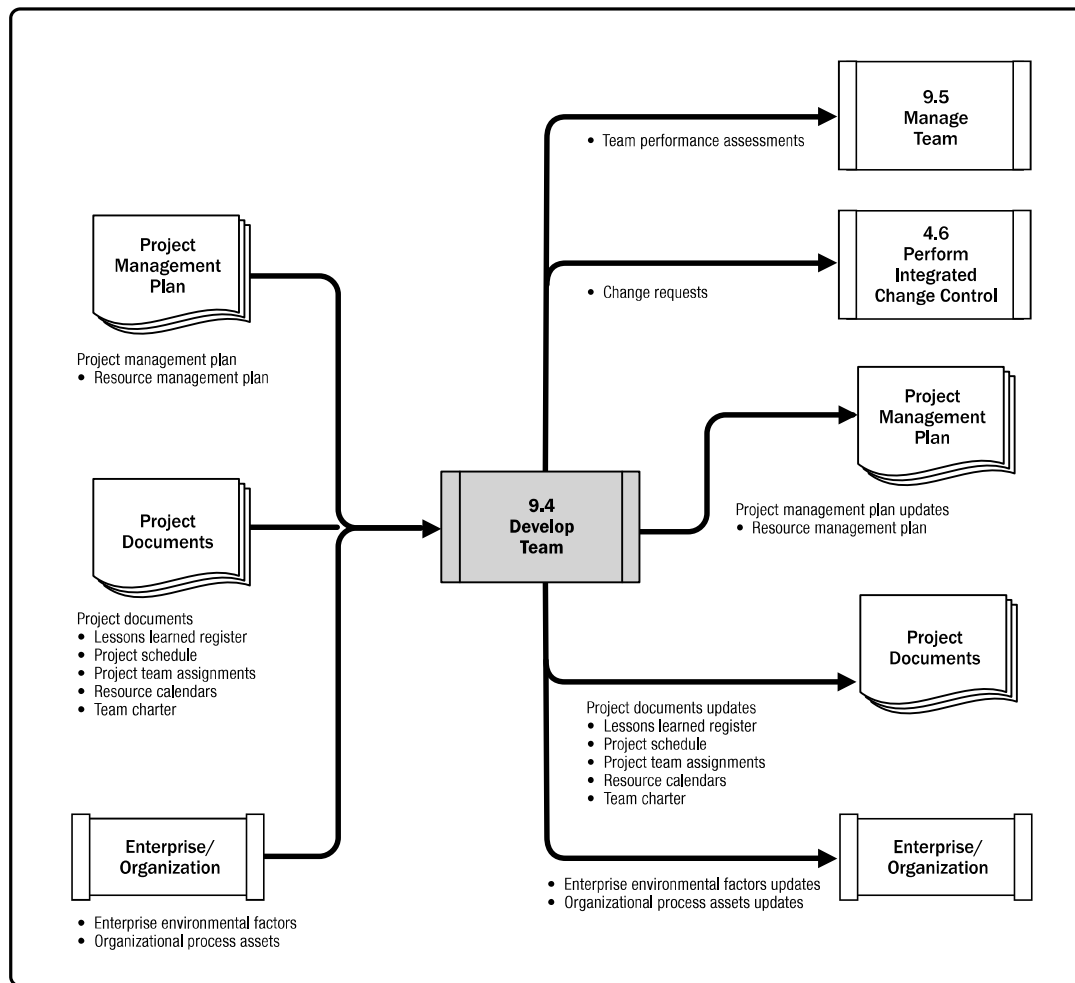 Project
Management
Plan
Project management plan
• Resource management plan
Project
Documents
Project documents
• Lessons learned register
• Project schedule
• Project team assignments
• Resource calendars
• Team charter
Enterprise/
Organization
• Enterprise environmental factors
• Organizational process assets
9.4
Develop
Team
• Team performance assessments
9.5
Manage
Team
• Change requests
4.6
Perform
Integrated
Change Control
Project
Management
Plan
Project management plan updates
• Resource management plan
Project
Documents
Project documents updates
• Lessons learned register
• Project schedule
• Project team assignments
• Resource calendars
• Team charter
Enterprise/
Organization
• Enterprise environmental factors updates
• Organizational process assets updates